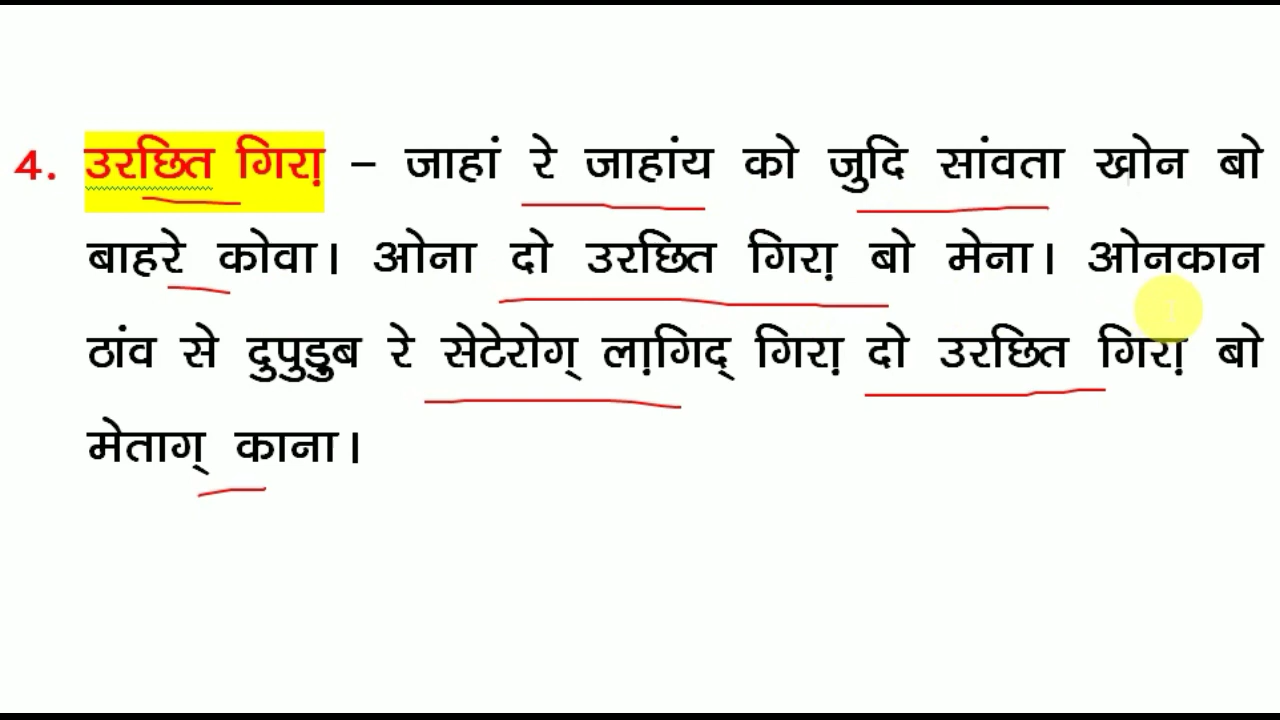 4. उरछित गिरा़ – जाहां रे जाहांय को जुदि सांवता खोन बो
बाहरे कोवा। ओना दो उरछित गिरा़ बो मेना। ओनकान
ठांव से दुपुडुब रे सेटेरोग् ला़गिद् गिरा़ दो उरछित गिरा़ बो
मेताग् काना।